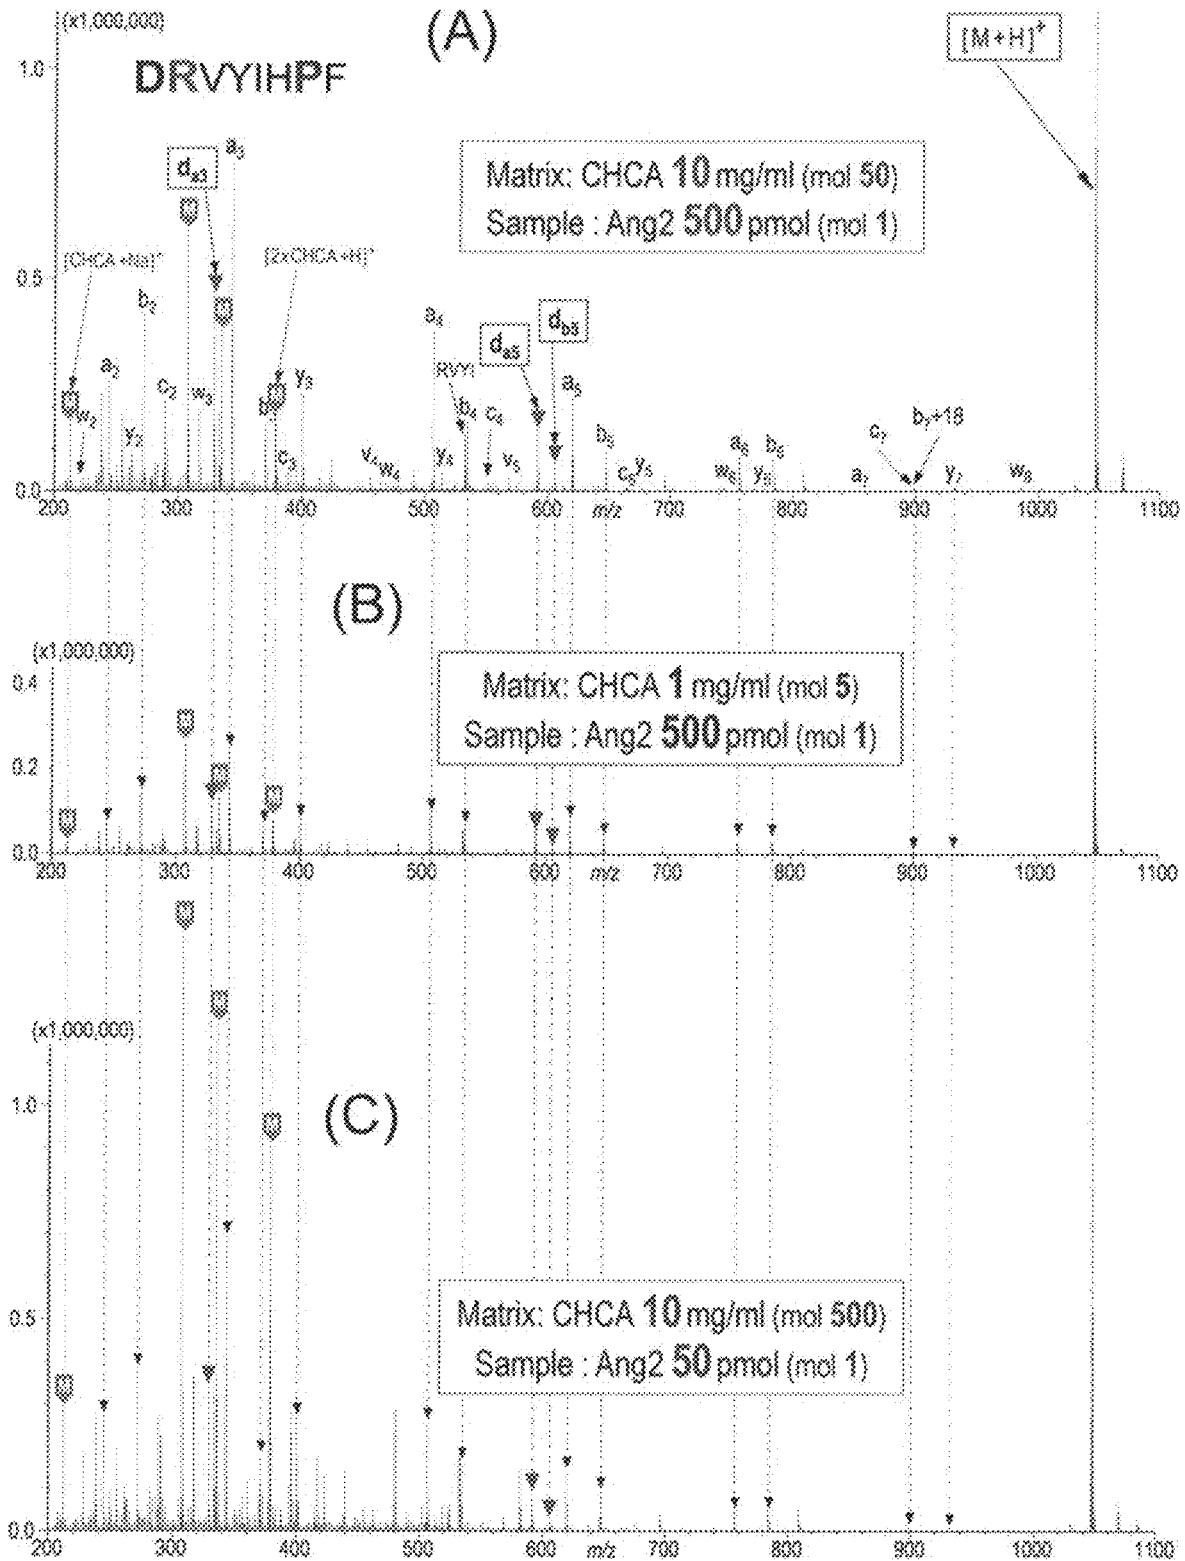 (x1,000,000)
(A)
[M+H]+
1.0
DRVYIHPF
a3
da3
Matrix: CHCA 10 mg/ml (mol 50)
Sample : Ang2 500 pmol (mol 1)
[CHCA +Na]+
[2xCHCA +H]+
0.5
b2
a4
db5
da5
a2
c2
w3
y3
RVYI
a5
w2
y2
b
b4
c4
b5
c7
b7+18
c3
v4
w4
y4
v5
c5
y5
w6
a6
y6
b6
a7
y7
w8
0.0
200 300 400 500 600 m/z 700 800 900 1000 1100
(B)
(x1,000,000)
0.4
Matrix: CHCA 1 mg/ml (mol 5)
Sample : Ang2 500 pmol (mol 1)
0.2
0.0
200 300 400 500 600 m/z 700 800 900 1000 1100
(x1,000,000)
1.0
(C)
0.5
Matrix: CHCA 10 mg/ml (mol 500)
Sample : Ang2 50 pmol (mol 1)
0.0
200 300 400 500 600 m/z 700 800 900 1000 1100